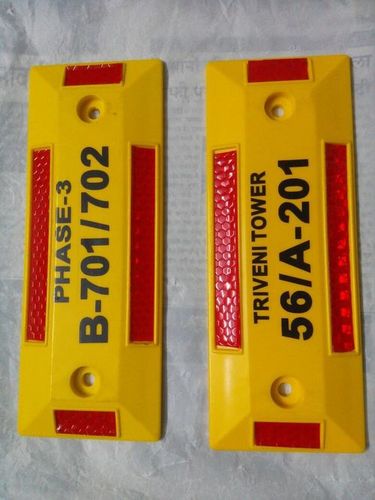 PHASE-3
B-701/702
TRIVENI TOWER
56/A-201